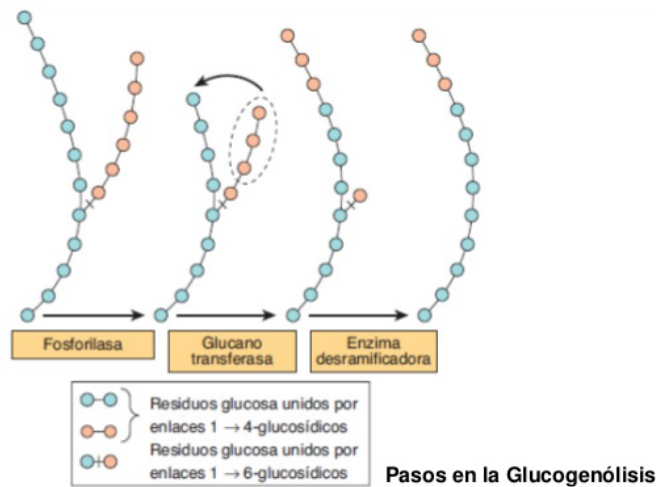 Fosforilasa
Glucano
transferasa
Enzima
desramificadora
Residuos glucosa unidos por
enlaces 1 → 4-glucosídicos
Residuos glucosa unidos por
enlaces 1 → 6-glucosídicos
Pasos en la Glucogenólisis